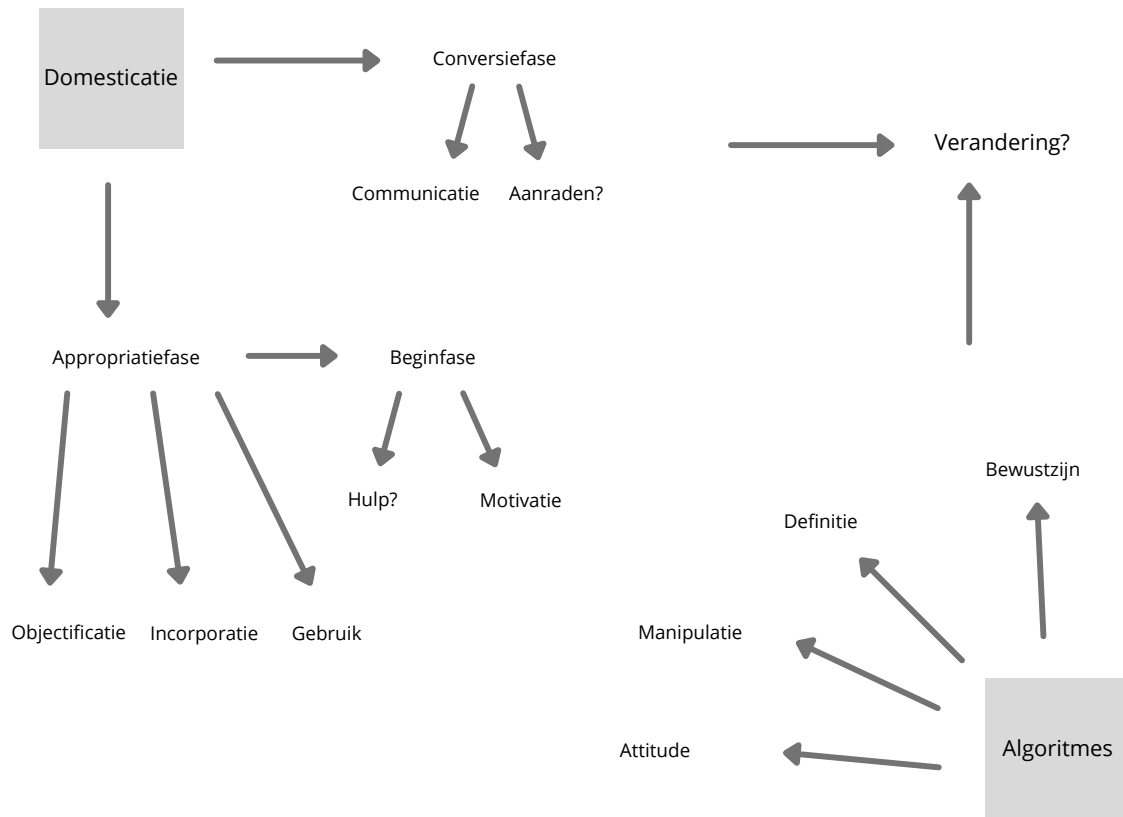 Domesticatie
Conversiefase
Communicatie
Aanraden?
Verandering?
Appropriatiefase
Beginfase
Hulp?
Motivatie
Objectificatie
Incorporatie
Gebruik
Bewustzijn
Definitie
Manipulatie
Attitude
Algoritmes